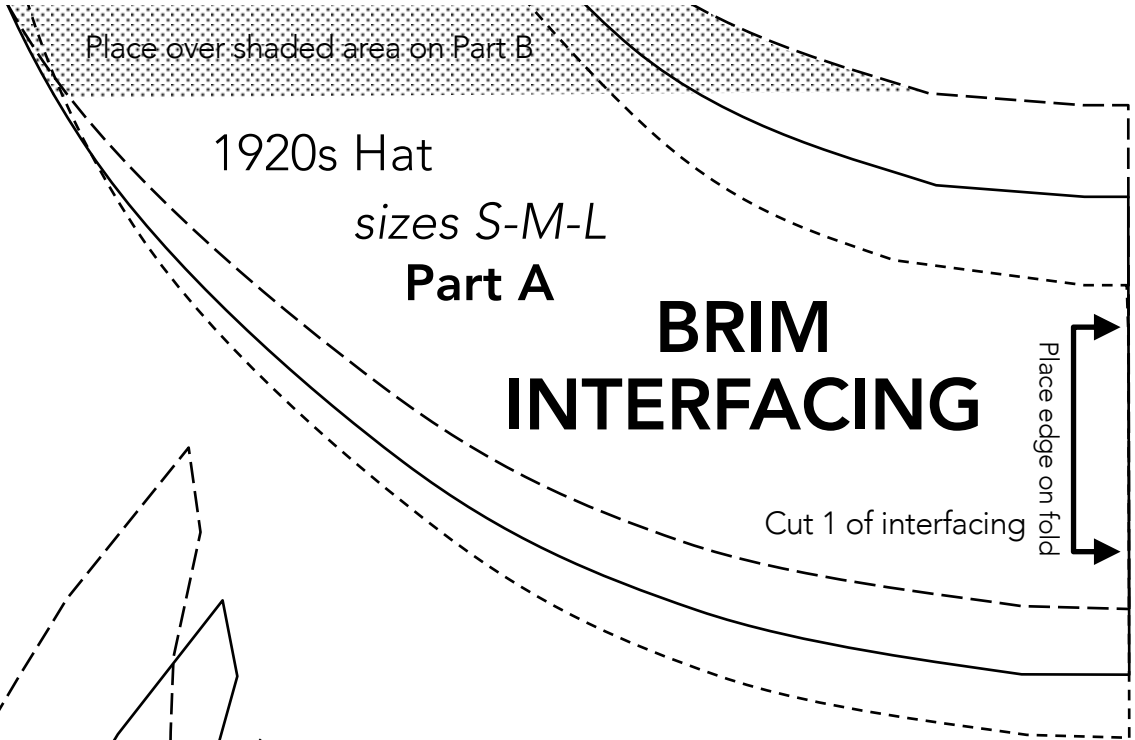 Place over shaded area on Part B
1920s Hat
sizes S-M-L
Part A
BRIM
INTERFACING
Place edge on fold
Cut 1 of interfacing